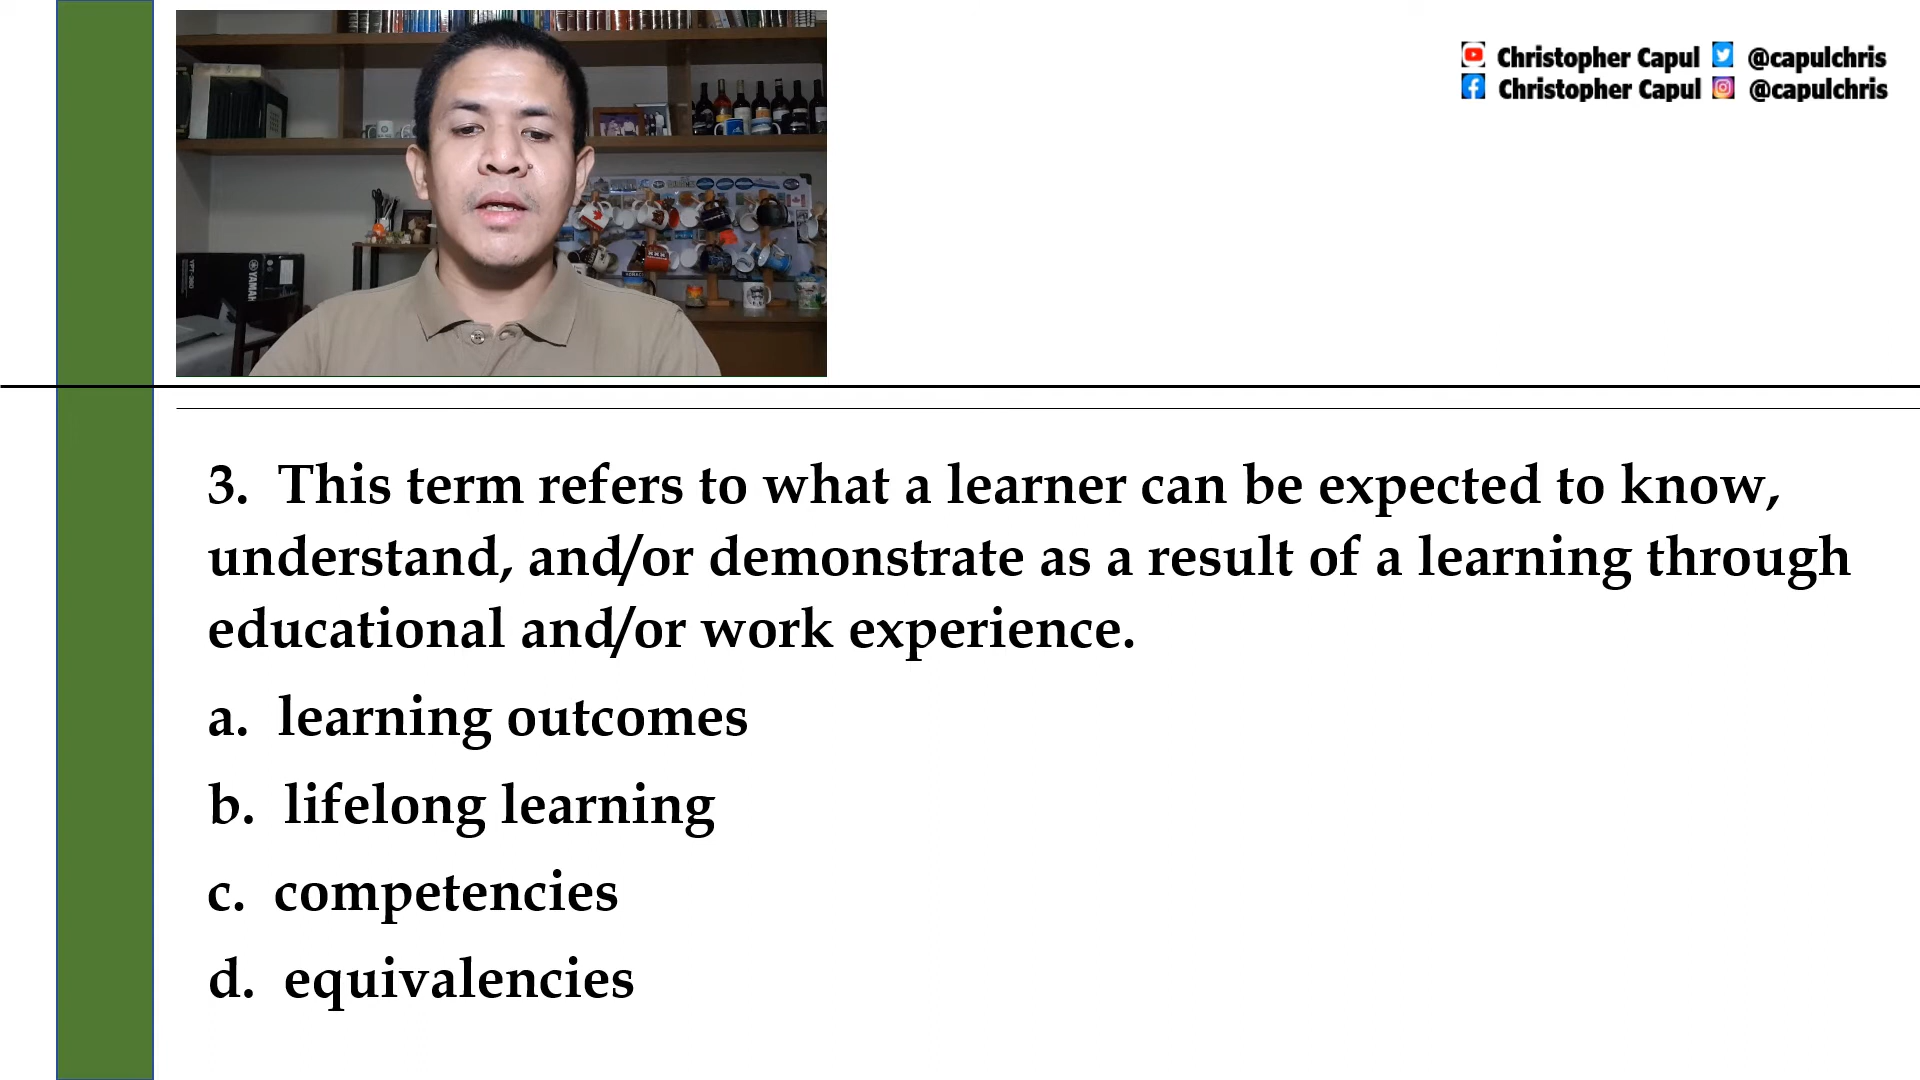 Christopher Capul @capulchris
Christopher Capul @capulchris
YAMAH
3. This term refers to what a learner can be expected to know,
understand, and/or demonstrate as a result of a learning through
educational and/or work experience.
a. learning outcomes
b. lifelong learning
c. competencies
d. equivalencies